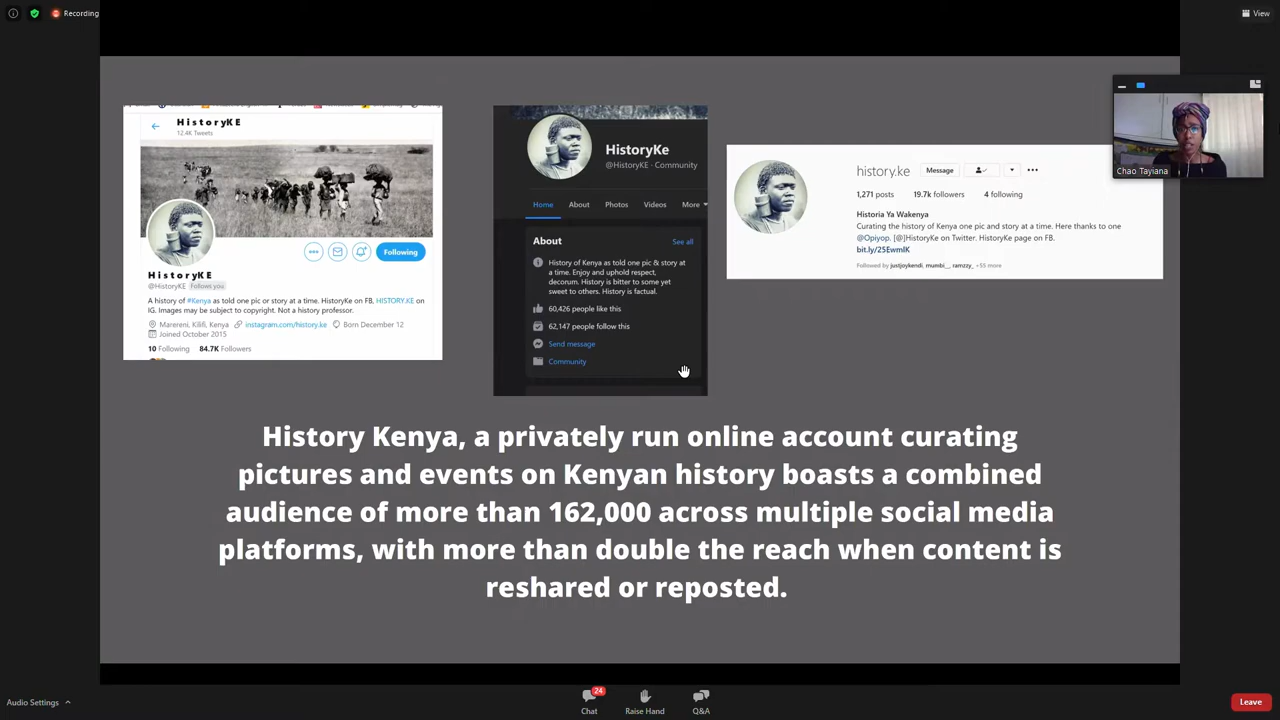 Recording
View
HistoryKE
12.4K Tweets
Following
HistoryKE
@HistoryKE Follows you
A history of #Kenya as told one pic or story at a time. HistoryKe on FB, HISTORY.KE on
IG. Images may be subject to copyright. Not a history professor.
Marereni, Kilifi, Kenya instagram.com/history.ke Born December 12
Joined October 2015
10 Following 84.7K Followers
HistoryKe
@HistoryKE · Community
Home About Photos Videos More
About See all
History of Kenya as told one pic & story at
a time. Enjoy and uphold respect,
decorum. History is bitter to some yet
sweet to others. History is factual.
60,426 people like this
62,147 people follow this
Send message
Community
history.ke Message
1,271 posts 19.7k followers 4 following
Historia Ya Wakenya
Curating the history of Kenya one pic and story at a time. Here thanks to one
@Opiyop. [@]HistoryKe on Twitter. HistoryKe page on FB.
bit.ly/25EwmIK
Followed by justjoykendi, mumbi__, ramzzy_ +55 more
Chao Tayiana
History Kenya, a privately run online account curating
pictures and events on Kenyan history boasts a combined
audience of more than 162,000 across multiple social media
platforms, with more than double the reach when content is
reshared or reposted.
Audio Settings
24
Chat
Raise Hand
Q&A
Leave